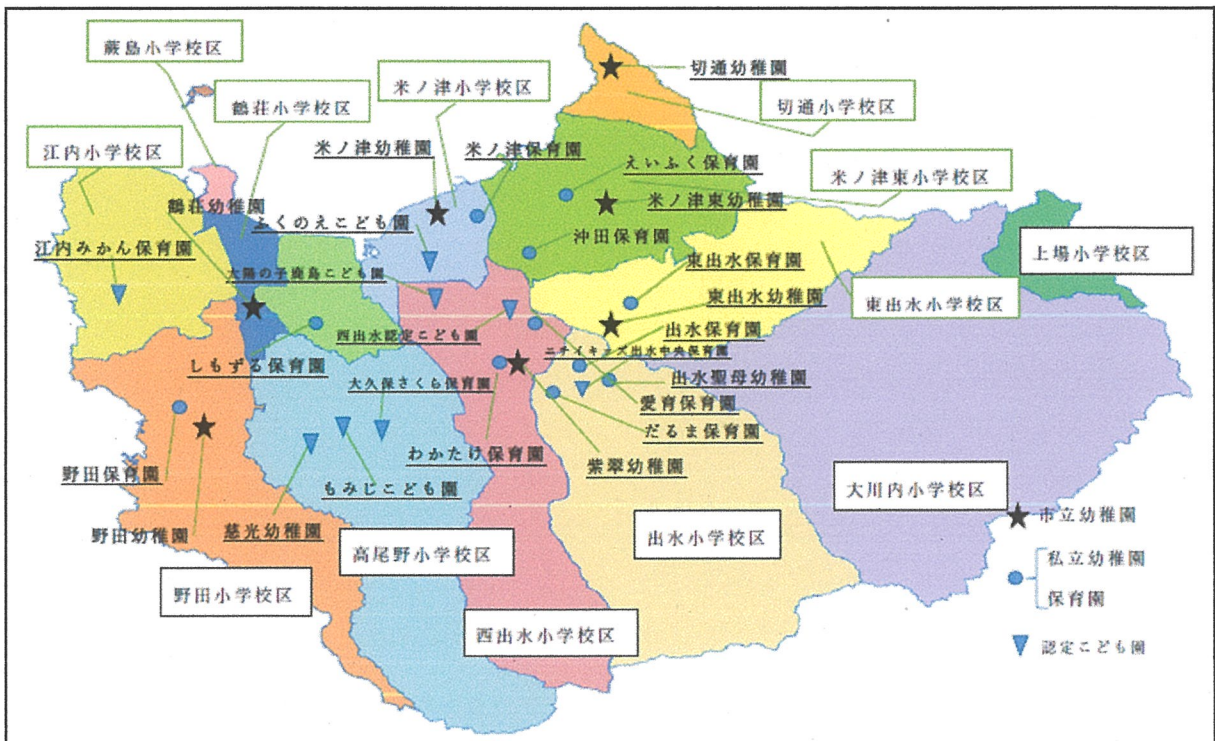 蕨島小学校区
切通幼稚園
米ノ津小学校区
鶴荘小学校区
切通小学校区
江内小学校区
米ノ津幼稚園
米ノ津保育園
えいふく保育園
米ノ津東小学校区
鶴荘幼稚園
米ノ津東幼稚園
ふくのえこども園
沖田保育園
江内みかん保育園
上場小学校区
東出水保育園
太陽の子鹿島こども園
東出水幼稚園
東出水小学校区
出水保育園
西出水認定こども園
ニチイキッズ出水中央保育園
しもずる保育園
出水聖母幼稚園
大久保さくら保育園
愛育保育園
だるま保育園
わかたけ保育園
紫翠幼稚園
野田保育園
もみじこども園
大川内小学校区
市立幼稚園
野田幼稚園
慈光幼稚園
出水小学校区
高尾野小学校区
私立幼稚園
野田小学校区
保育園
西出水小学校区
認定こども園